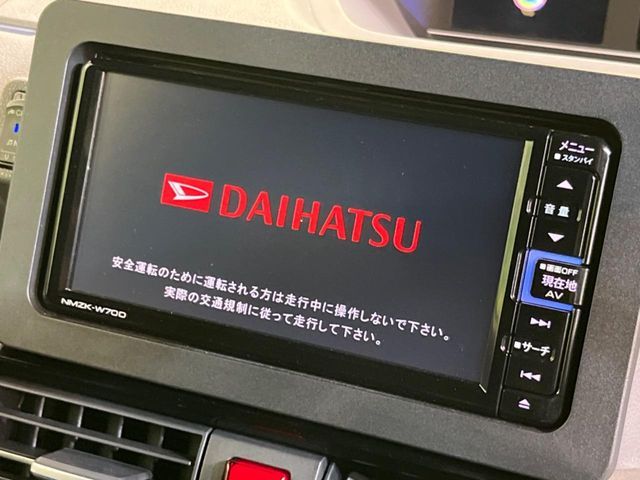 DAIHATSU
安全運転のために運転される方は走行中に操作しないで下さい。
実際の交通規制に従って走行して下さい。
NMZK-W70D
メニュー
スタンバイ
音量
画面OFF
現在地
AV
サーチ